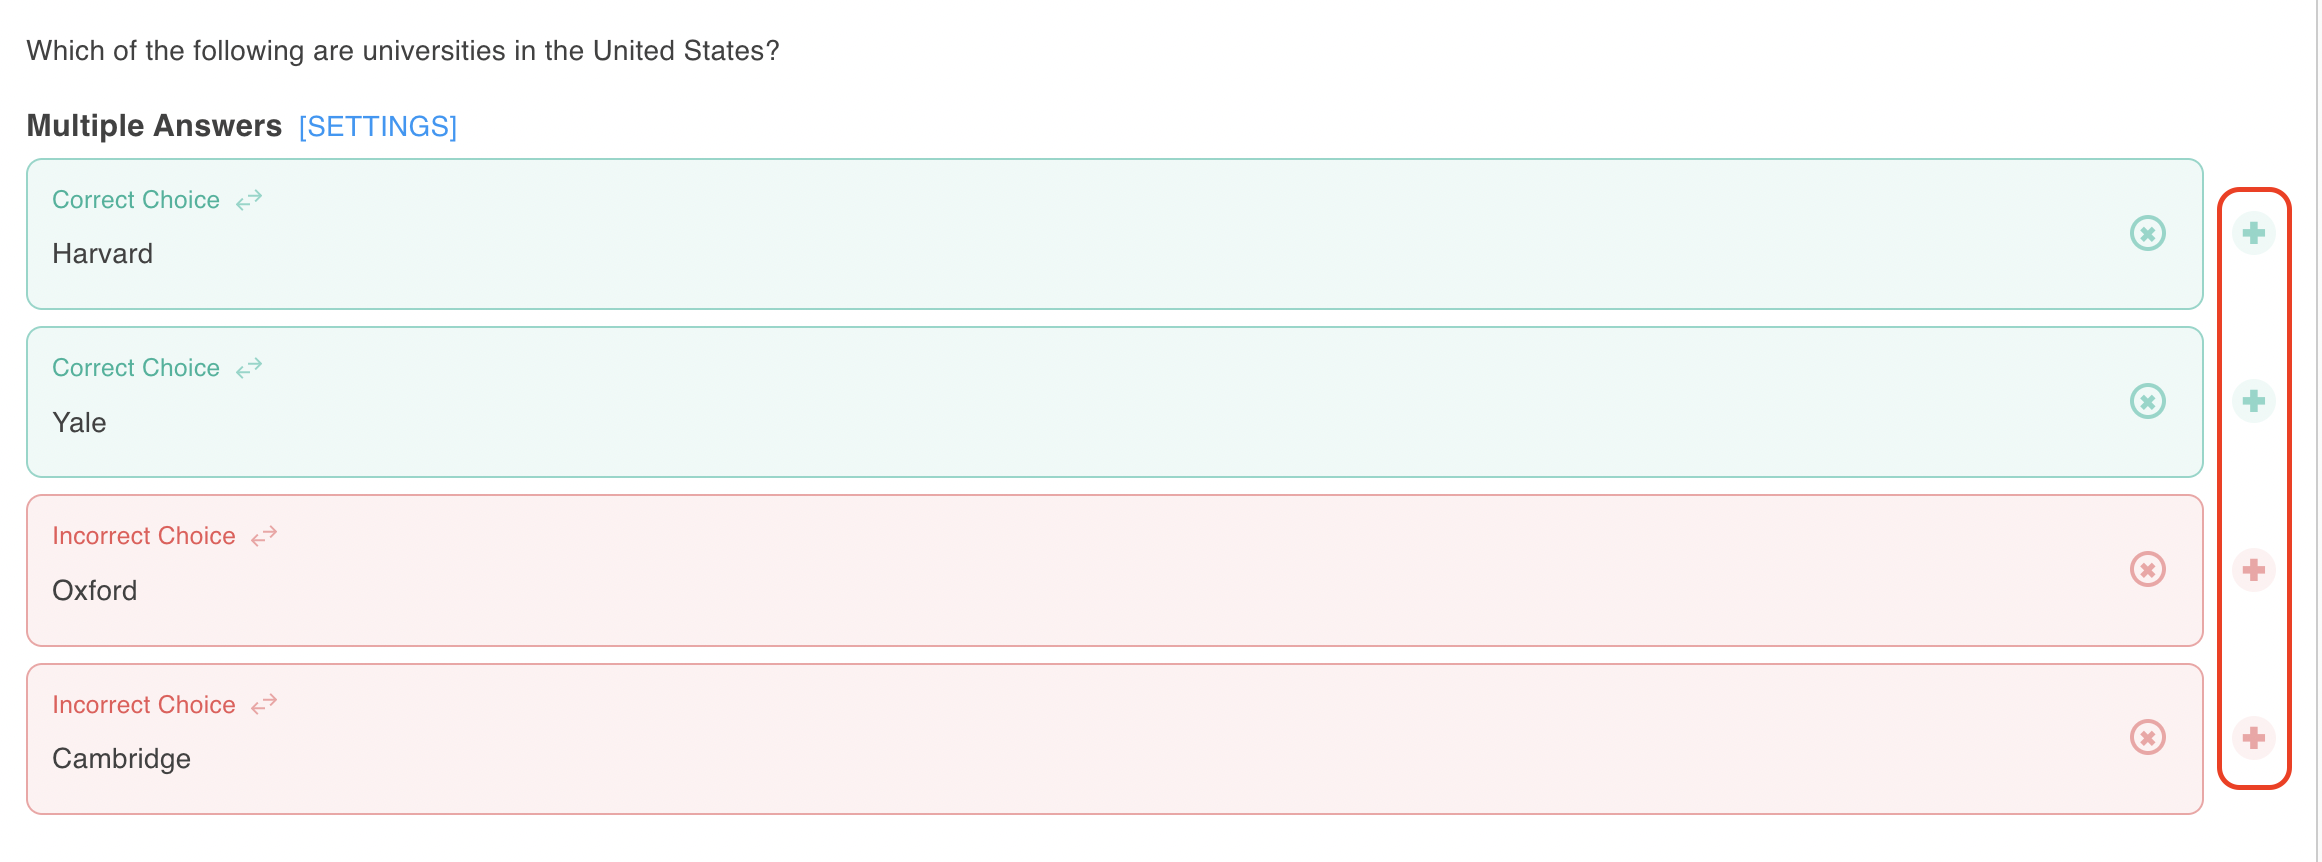 Which of the following are universities in the United States?
Multiple Answers [SETTINGS]
Correct Choice
Harvard
Correct Choice
Yale
Incorrect Choice
Oxford
Incorrect Choice
Cambridge